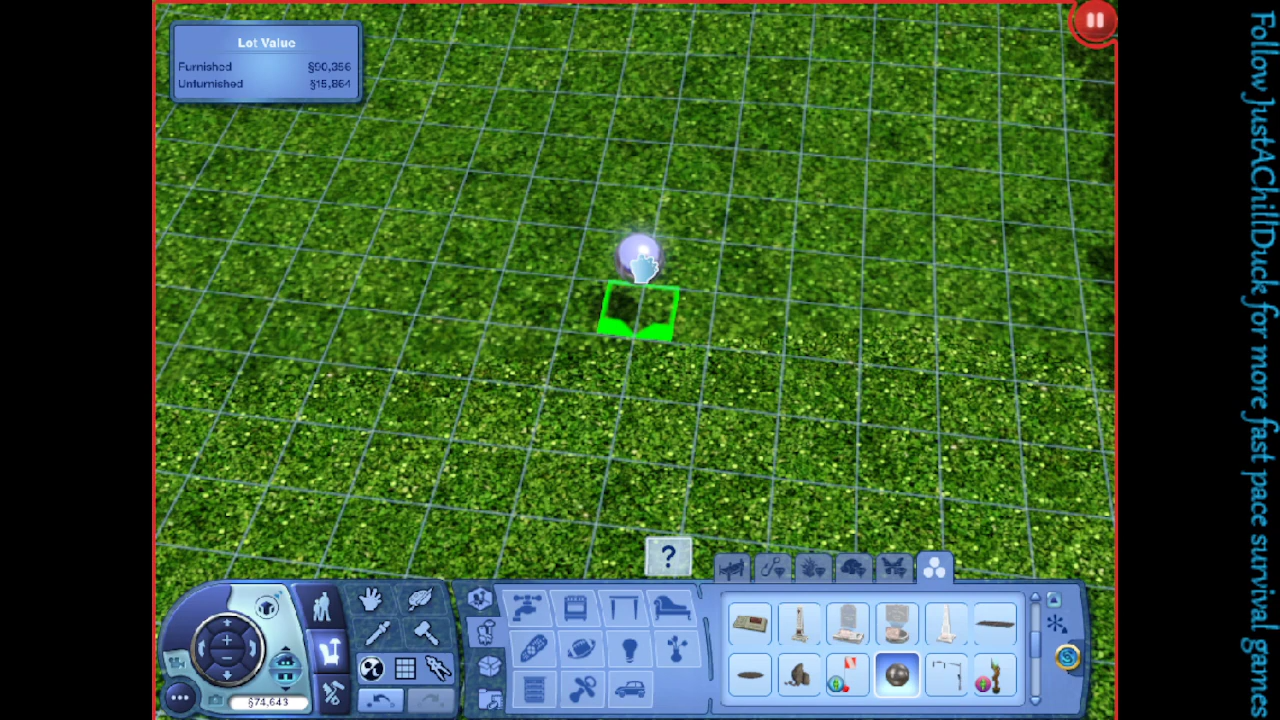 Lot Value
Furnished §90,356
Unfurnished §15,864
?
§74,643
Follow JustAChillDuck for more fast pace survival games